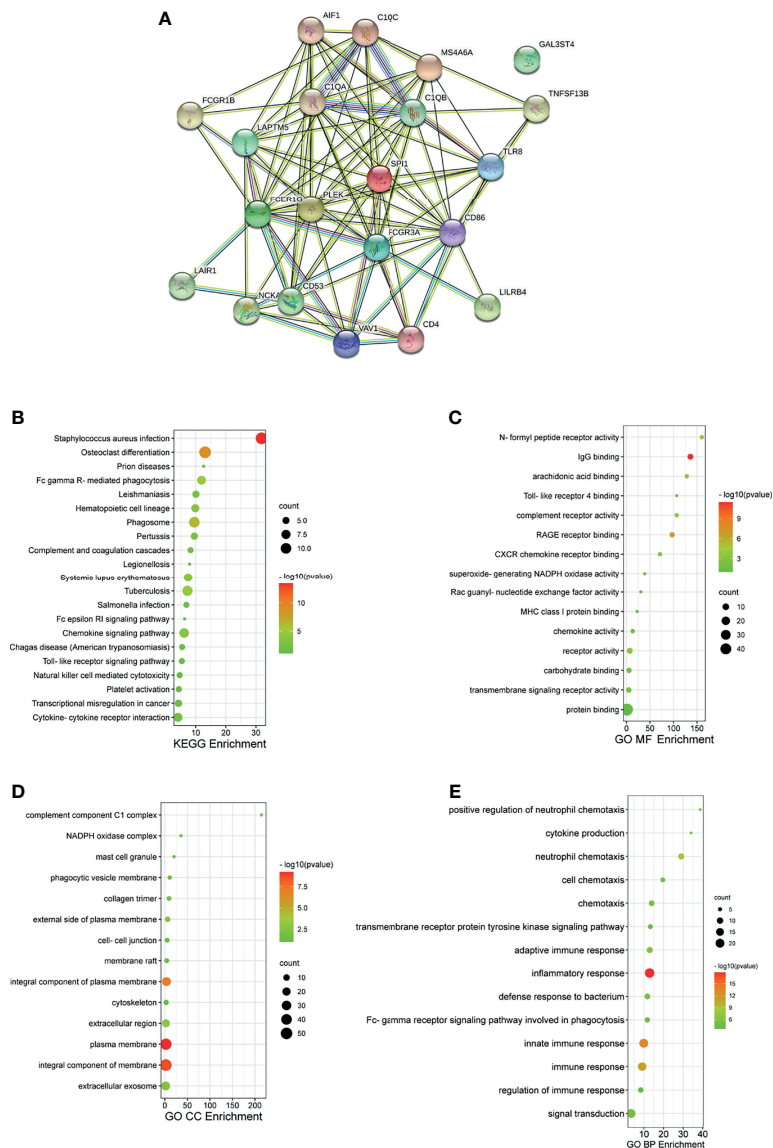 A
AIF1
C1QC
MS4A6A
GAL3ST4
FCGR1B
C1QA
C1QB
TNFSF13B
LAPTM5
TLR8
SPI1
FCER1G
PLEK
CD86
FCGR3A
LAIR1
NCKA
CD53
LILRB4
VAV1
CD4
B
Staphylococcus aureus infection
Osteoclast differentiation
Prion diseases
Fc gamma R- mediated phagocytosis
Leishmaniasis
Hematopoietic cell lineage
Phagosome
Pertussis
Complement and coagulation cascades
Legionellosis
Systemic lupus erythematosus
Tuberculosis
Salmonella infection
Fc epsilon RI signaling pathway
Chemokine signaling pathway
Chagas disease (American trypanosomiasis)
Toll- like receptor signaling pathway
Natural killer cell mediated cytotoxicity
Platelet activation
Transcriptional misregulation in cancer
Cytokine- cytokine receptor interaction
0 10 20 30
KEGG Enrichment
count
5.0
7.5
10.0
- log10(pvalue)
10
5
C
N- formyl peptide receptor activity
IgG binding
arachidonic acid binding
Toll- like receptor 4 binding
complement receptor activity
RAGE receptor binding
CXCR chemokine receptor binding
superoxide- generating NADPH oxidase activity
Rac guanyl- nucleotide exchange factor activity
MHC class I protein binding
chemokine activity
receptor activity
carbohydrate binding
transmembrane signaling receptor activity
protein binding
0 50 100 150
GO MF Enrichment
- log10(pvalue)
9
6
3
count
10
20
30
40
D
complement component C1 complex
NADPH oxidase complex
mast cell granule
phagocytic vesicle membrane
collagen trimer
external side of plasma membrane
cell- cell junction
membrane raft
integral component of plasma membrane
cytoskeleton
extracellular region
plasma membrane
integral component of membrane
extracellular exosome
0 50 100 150 200
GO CC Enrichment
- log10(pvalue)
7.5
5.0
2.5
count
10
20
30
40
50
E
positive regulation of neutrophil chemotaxis
cytokine production
neutrophil chemotaxis
cell chemotaxis
chemotaxis
transmembrane receptor protein tyrosine kinase signaling pathway
adaptive immune response
inflammatory response
defense response to bacterium
Fc- gamma receptor signaling pathway involved in phagocytosis
innate immune response
immune response
regulation of immune response
signal transduction
10 20 30 40
GO BP Enrichment
count
5
10
15
20
- log10(pvalue)
15
12
9
6